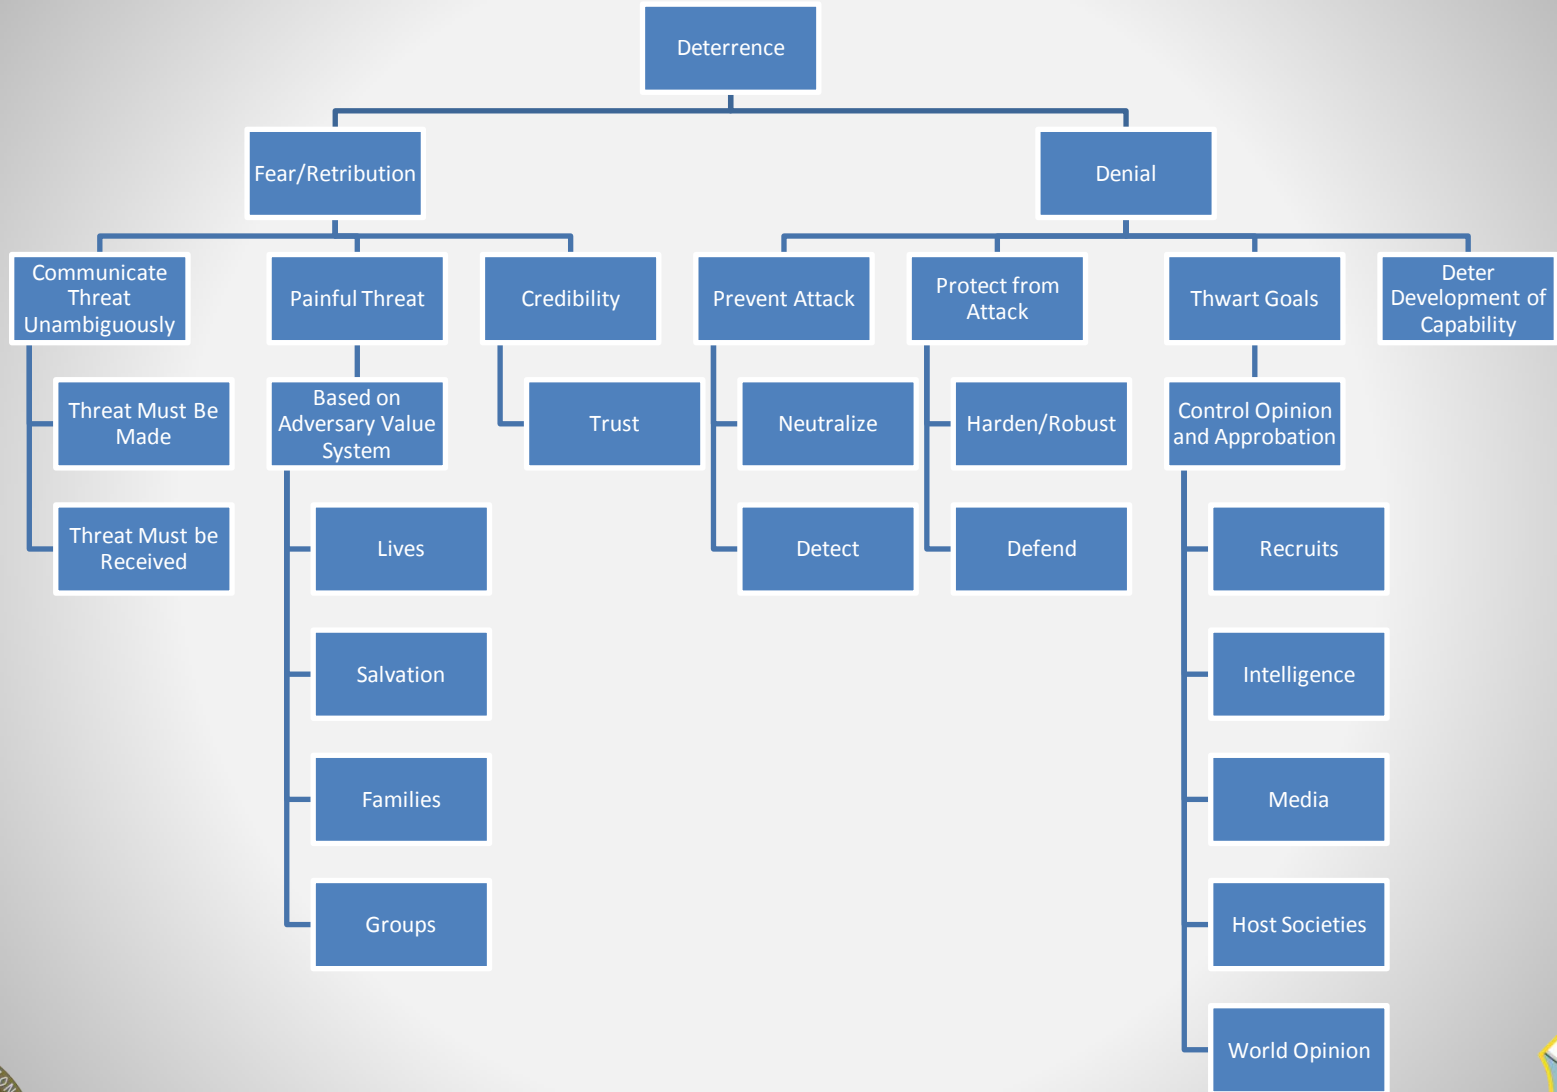 Deterrence
Fear/Retribution
Denial
Communicate
Threat
Unambiguously
Painful Threat
Credibility
Prevent Attack
Protect from
Attack
Thwart Goals
Deter
Development of
Capability
Threat Must Be
Made
Based on
Adversary Value
System
Trust
Neutralize
Harden/Robust
Control Opinion
and Approbation
Threat Must be
Received
Lives
Detect
Defend
Recruits
Salvation
Intelligence
Families
Media
Groups
Host Societies
World Opinion